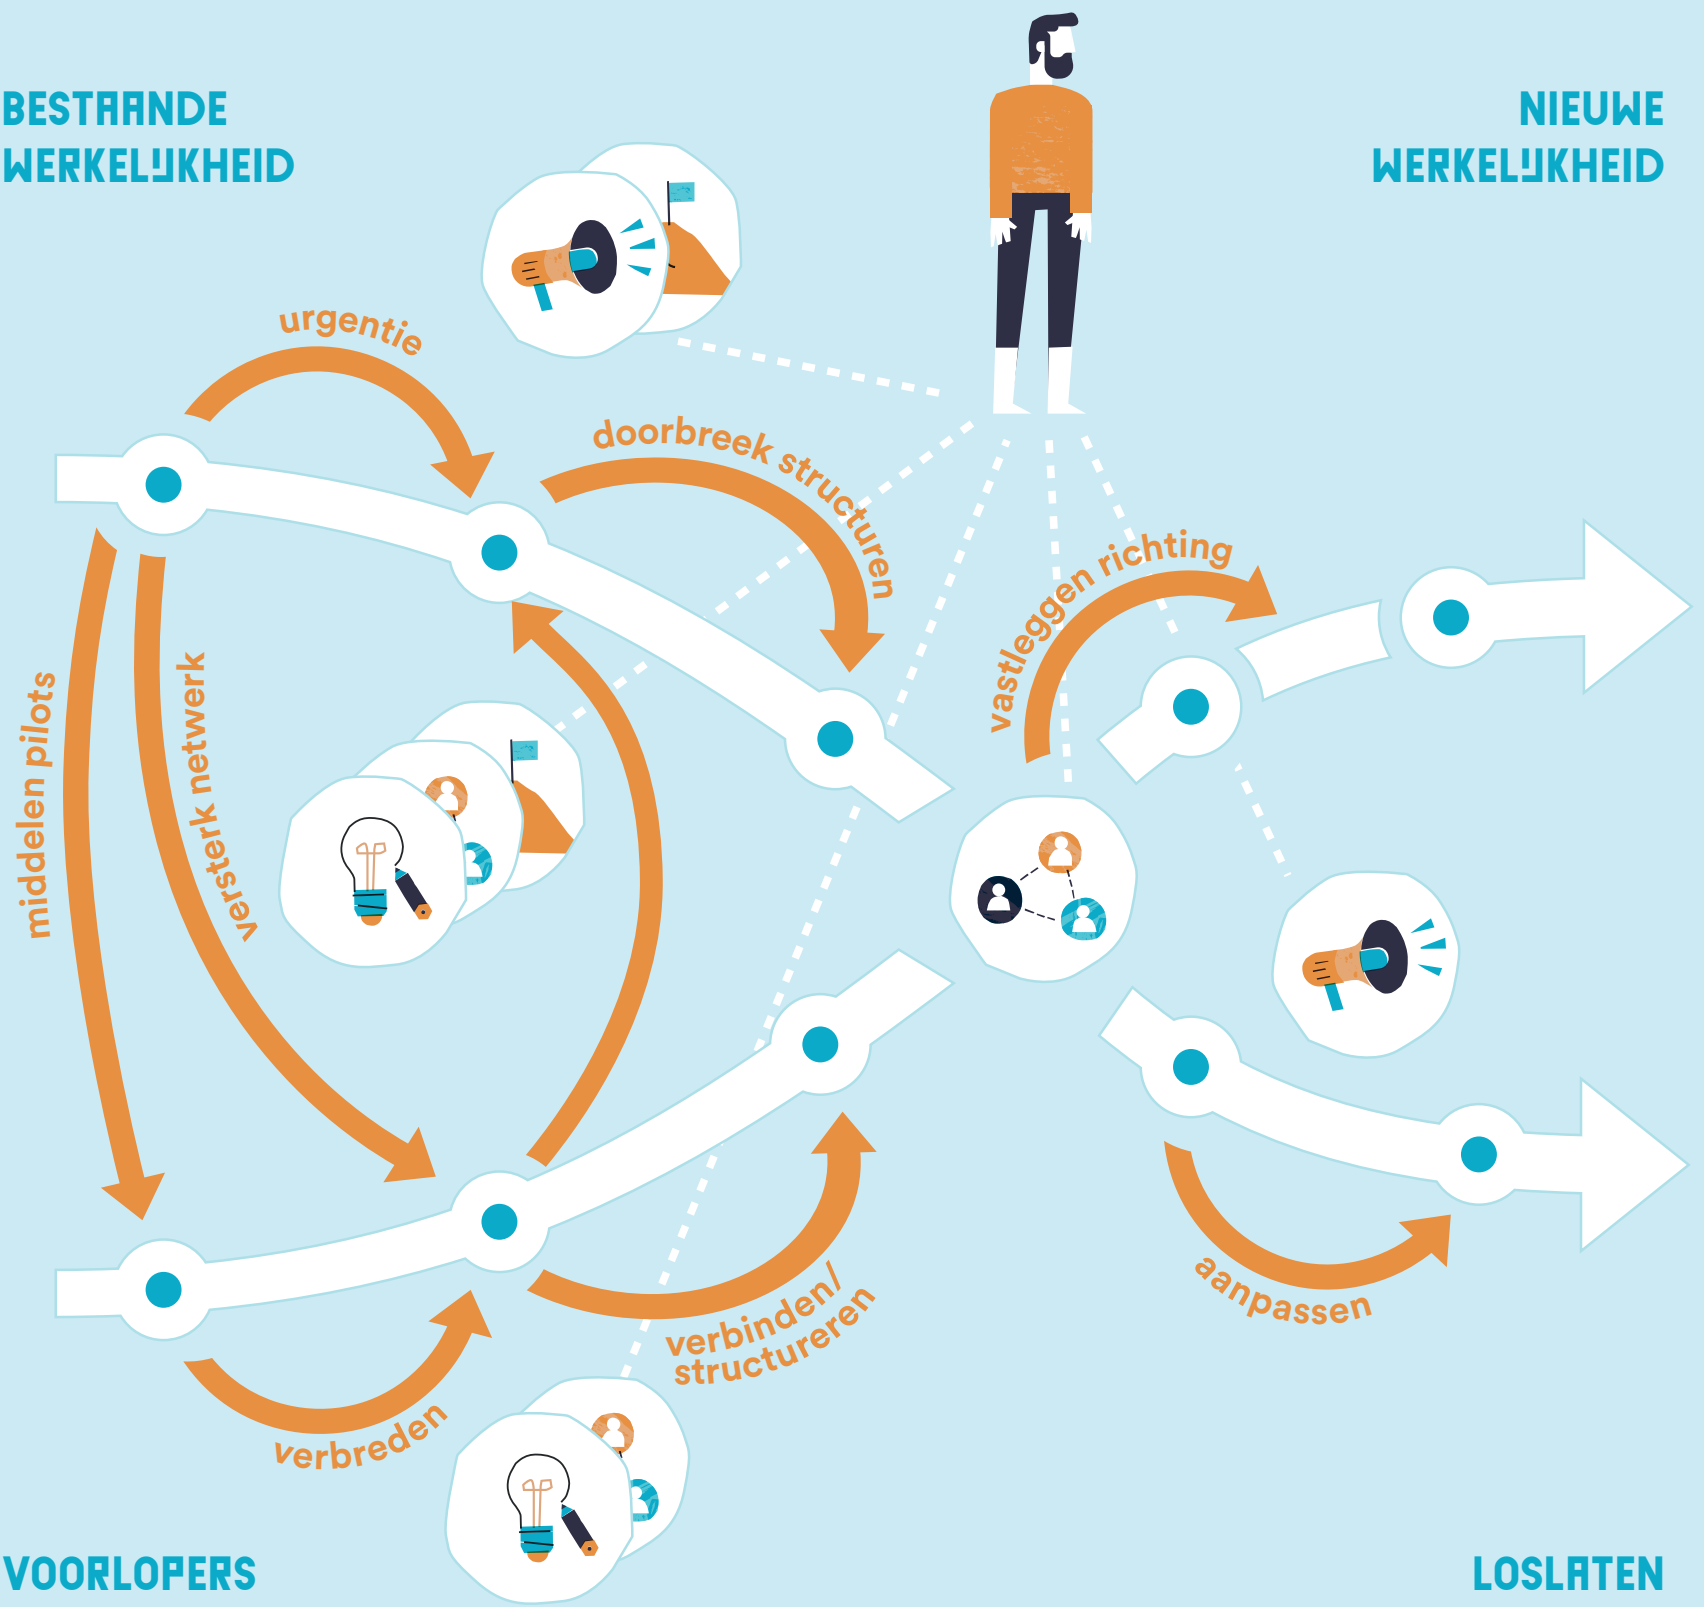 BESTAANDE
WERKELIJKHEID
NIEUWE
WERKELIJKHEID
urgentie
doorbreek structuren
vastleggen richting
middelen pilots
versterk netwerk
verbinden/
structureren
aanpassen
verbreden
VOORLOPERS
LOSLATEN